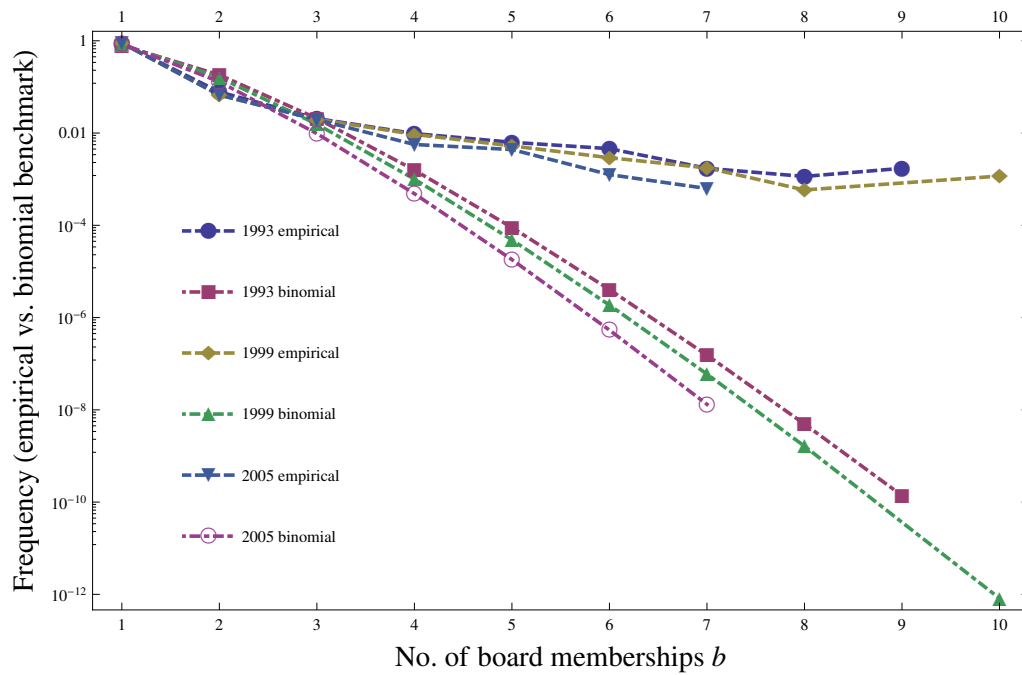 1 2 3 4 5 6 7 8 9 10
1
0.01
10⁻⁴
10⁻⁶
10⁻⁸
10⁻¹⁰
10⁻¹²
Frequency (empirical vs. binomial benchmark)
1993 empirical
1993 binomial
1999 empirical
1999 binomial
2005 empirical
2005 binomial
1 2 3 4 5 6 7 8 9 10
No. of board memberships b